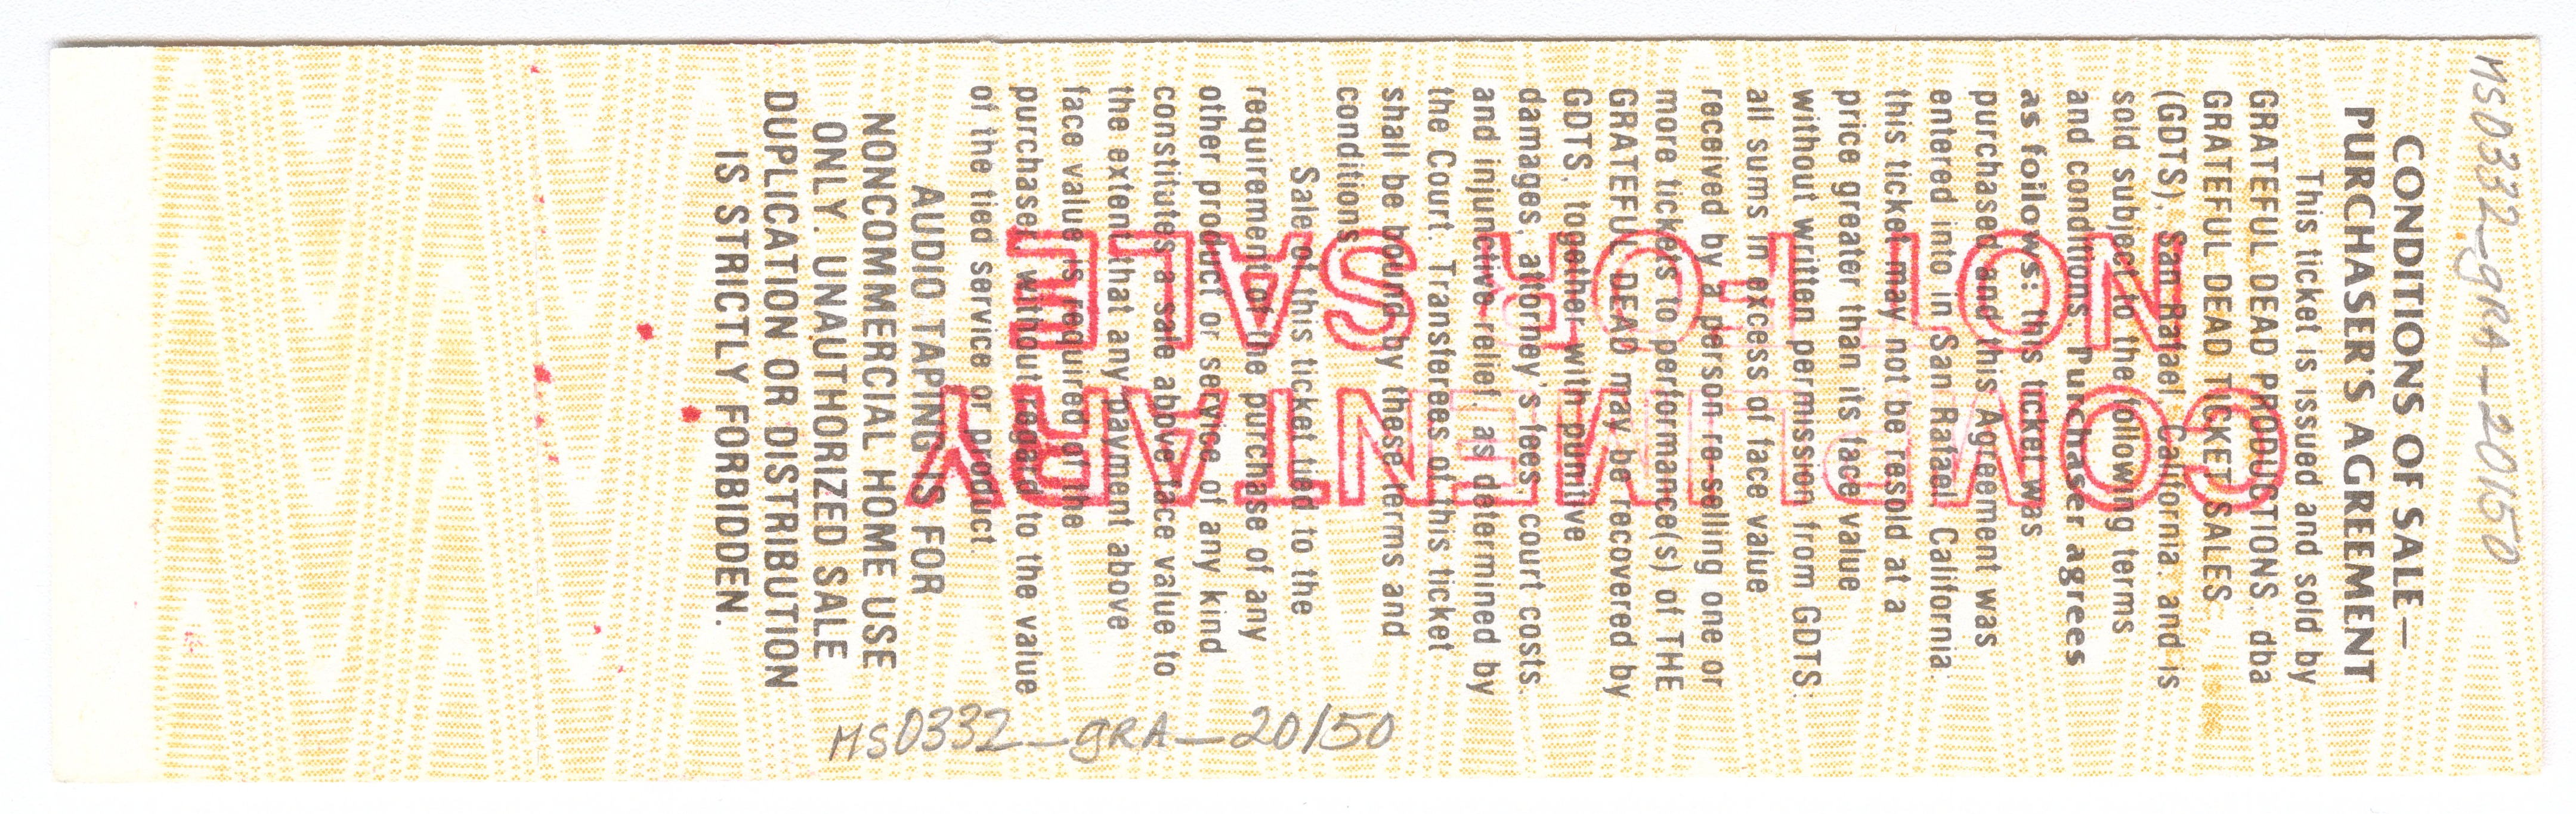 MS0332_gRA_20150
CONDITIONS OF SALE—
PURCHASER'S AGREEMENT
This ticket is issued and sold by
GRATEFUL DEAD PRODUCTIONS, dba
GRATEFUL DEAD TICKET SALES
(GDTS), San Rafael, California, and is
sold subject to the following terms
and conditions. Purchaser agrees
as follows: this ticket was
purchased and this Agreement was
entered into in San Rafael, California;
this ticket may not be resold at a
price greater than its face value
without written permission from GDTS;
all sums in excess of face value
received by a person re-selling one or
more tickets to performance(s) of THE
GRATEFUL DEAD may be recovered by
GDTS, together with punitive
damages, attorney's fees, court costs,
and injunctive relief, as determined by
the Court. Transferees of this ticket
shall be bound by these terms and
conditions.
Sale of this ticket tied to the
requirement of the purchase of any
other product or service of any kind
constitutes a sale above face value to
the extent that any payment above
face value is required of the
purchaser without regard to the value
of the tied service or product.
AUDIO TAPING IS FOR
NONCOMMERCIAL HOME USE
ONLY. UNAUTHORIZED SALE
DUPLICATION OR DISTRIBUTION
IS STRICTLY FORBIDDEN.
COMPLIMENTARY
NOT FOR SALE
MS0332_gRA_20150